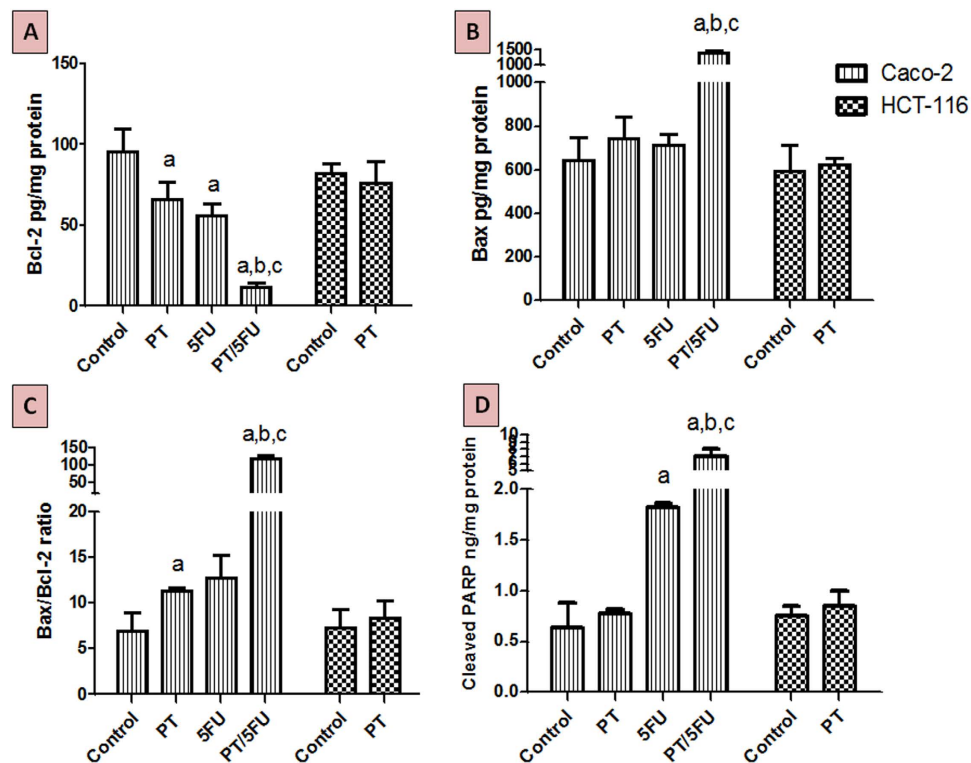 A
Bcl-2 pg/mg protein
150
100
50
0
a
a
a,b,c
Control
PT
5FU
PT/5FU
Control
PT
B
Bax pg/mg protein
1500
1000
1000
800
600
400
200
0
a,b,c
Control
PT
5FU
PT/5FU
Control
PT
Caco-2
HCT-116
C
Bax/Bcl-2 ratio
150
100
50
20
15
10
5
0
a
a,b,c
Control
PT
5FU
PT/5FU
Control
PT
D
Cleaved PARP ng/mg protein
10
9
8
7
6
5
2.0
1.5
1.0
0.5
0.0
a
a,b,c
Control
PT
5FU
PT/5FU
Control
PT